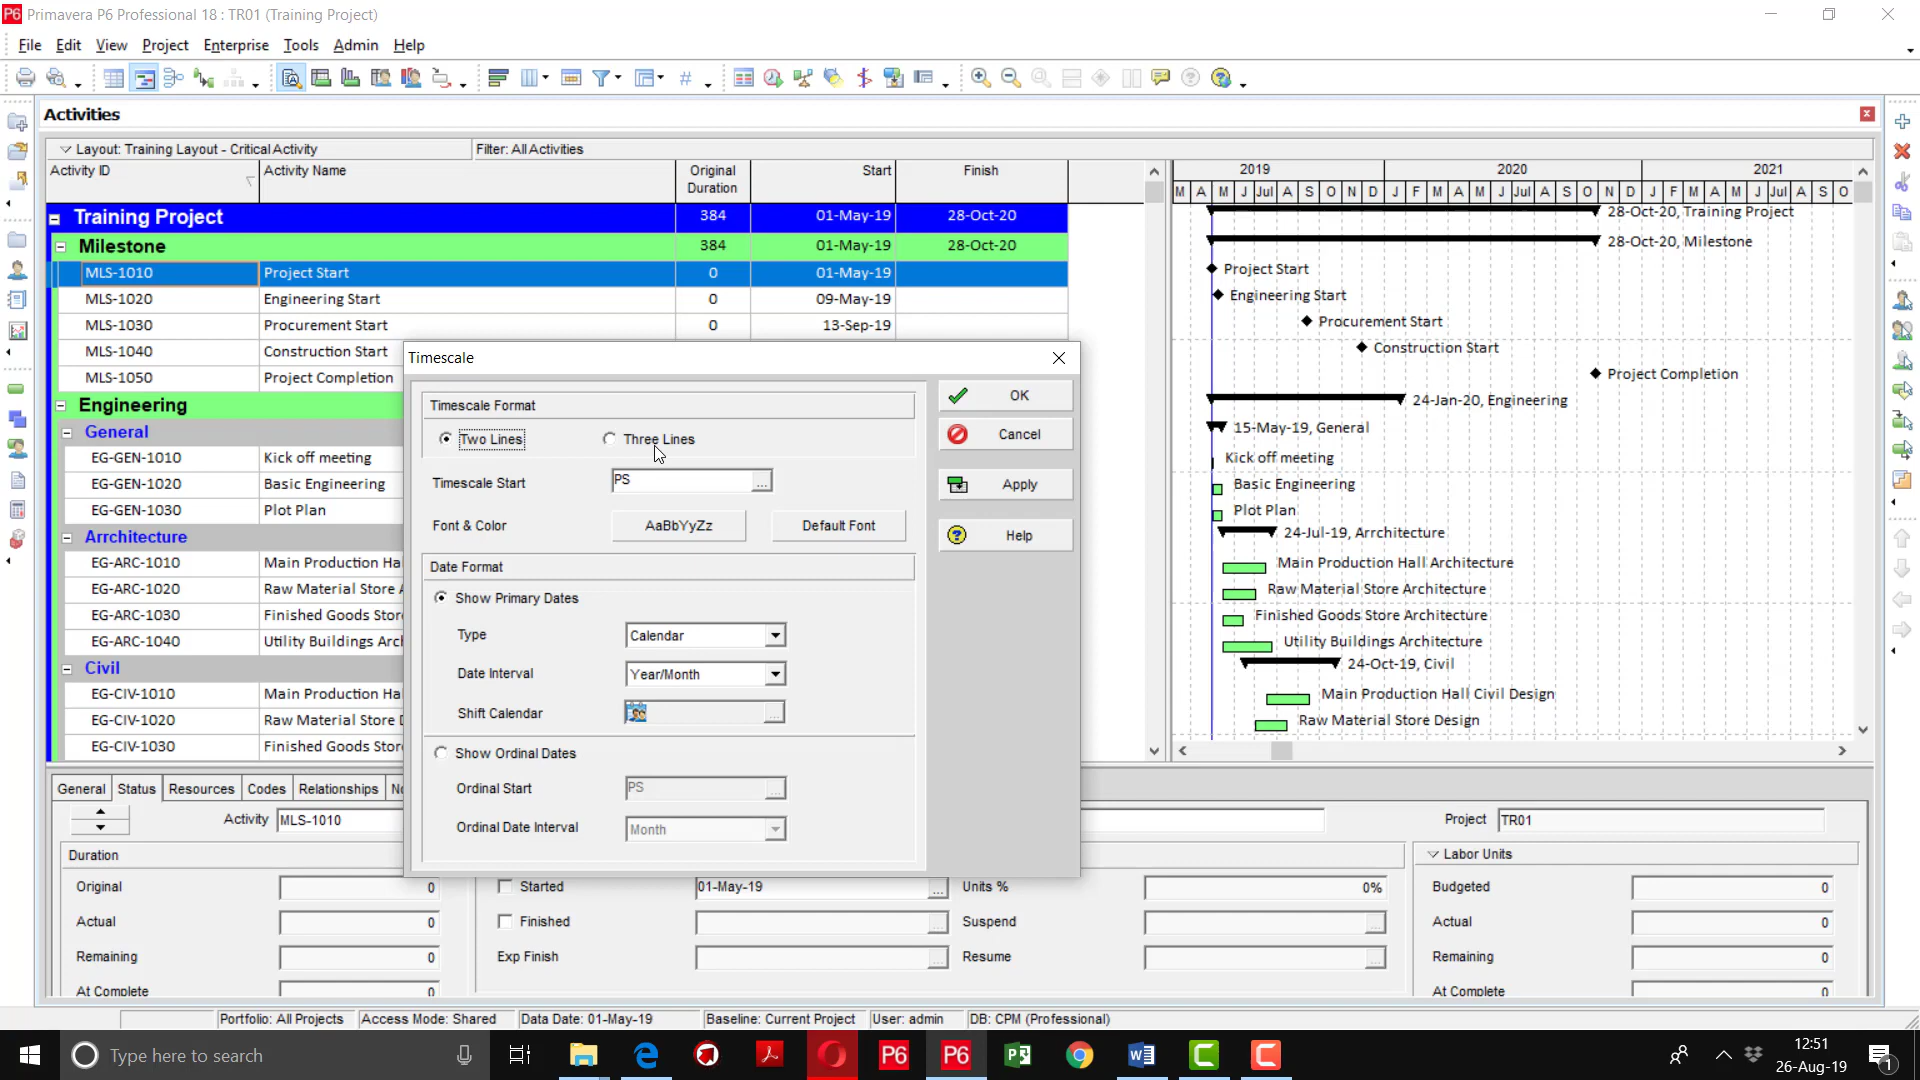 P6 Primavera P6 Professional 18 : TR01 (Training Project)
File Edit View Project Enterprise Tools Admin Help
Activities
Layout: Training Layout - Critical Activity Filter: All Activities
Activity ID Activity Name Original Duration Start Finish
2019 2020 2021
M A M J Jul A S O N D J F M A M J Jul A S O N D J F M A M J Jul A S O
Training Project 384 01-May-19 28-Oct-20 28-Oct-20, Training Project
Milestone 384 01-May-19 28-Oct-20 28-Oct-20, Milestone
MLS-1010 Project Start 0 01-May-19 Project Start
MLS-1020 Engineering Start 0 09-May-19 Engineering Start
MLS-1030 Procurement Start 0 13-Sep-19 Procurement Start
MLS-1040 Construction Start Construction Start
MLS-1050 Project Completion Project Completion
Engineering 24-Jan-20, Engineering
General 15-May-19, General
EG-GEN-1010 Kick off meeting Kick off meeting
EG-GEN-1020 Basic Engineering Basic Engineering
EG-GEN-1030 Plot Plan Plot Plan
Arrchitecture 24-Jul-19, Arrchitecture
EG-ARC-1010 Main Production Ha Main Production Hall Architecture
EG-ARC-1020 Raw Material Store A Raw Material Store Architecture
EG-ARC-1030 Finished Goods Stor Finished Goods Store Architecture
EG-ARC-1040 Utility Buildings Arc Utility Buildings Architecture
Civil 24-Oct-19, Civil
EG-CIV-1010 Main Production Ha Main Production Hall Civil Design
EG-CIV-1020 Raw Material Store D Raw Material Store Design
EG-CIV-1030 Finished Goods Stor
Timescale
Timescale Format
Two Lines Three Lines
Timescale Start PS ...
Font & Color AaBbYyZz Default Font
Date Format
Show Primary Dates
Type Calendar
Date Interval Year/Month
Shift Calendar ...
Show Ordinal Dates
Ordinal Start PS ...
Ordinal Date Interval Month
OK
Cancel
Apply
Help
General Status Resources Codes Relationships
Activity MLS-1010 Project TR01
Duration Labor Units
Original 0 Started 01-May-19 ... Units % 0% Budgeted 0
Actual 0 Finished ... Suspend ... Actual 0
Remaining 0 Exp Finish ... Resume ... Remaining 0
At Complete 0 At Complete 0
Portfolio: All Projects Access Mode: Shared Data Date: 01-May-19 Baseline: Current Project User: admin DB: CPM (Professional)
Type here to search P6 P6 12:51
26-Aug-19 1